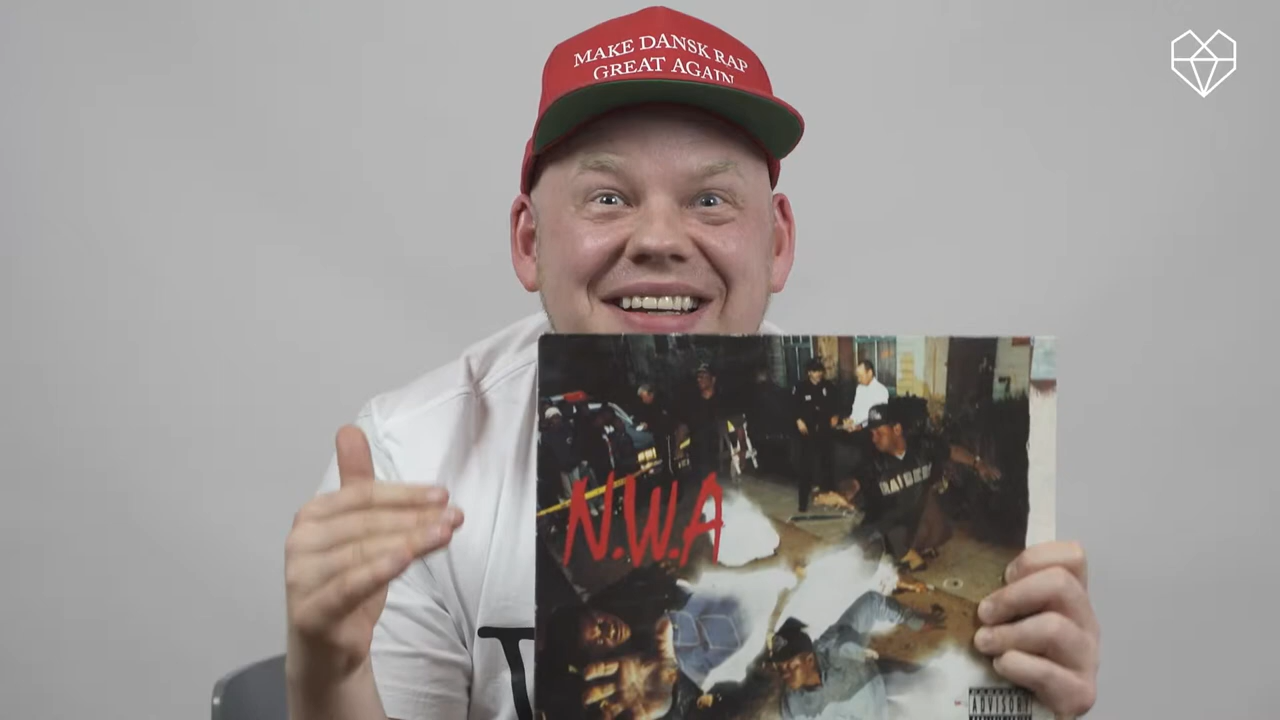 MAKE DANSK RAP
GREAT AGAIN
RAIDERS
N.W.A
ADVISORY